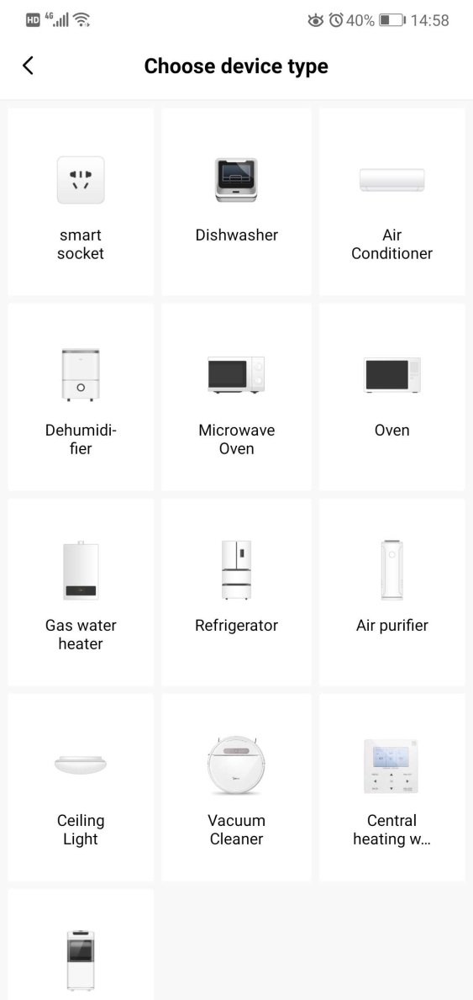 HD 4G 40% 14:58
Choose device type
smart
socket
Dishwasher
Air
Conditioner
Dehumidi-
fier
Microwave
Oven
Oven
Gas water
heater
Refrigerator
Air purifier
Ceiling
Light
Vacuum
Cleaner
Central
heating w...